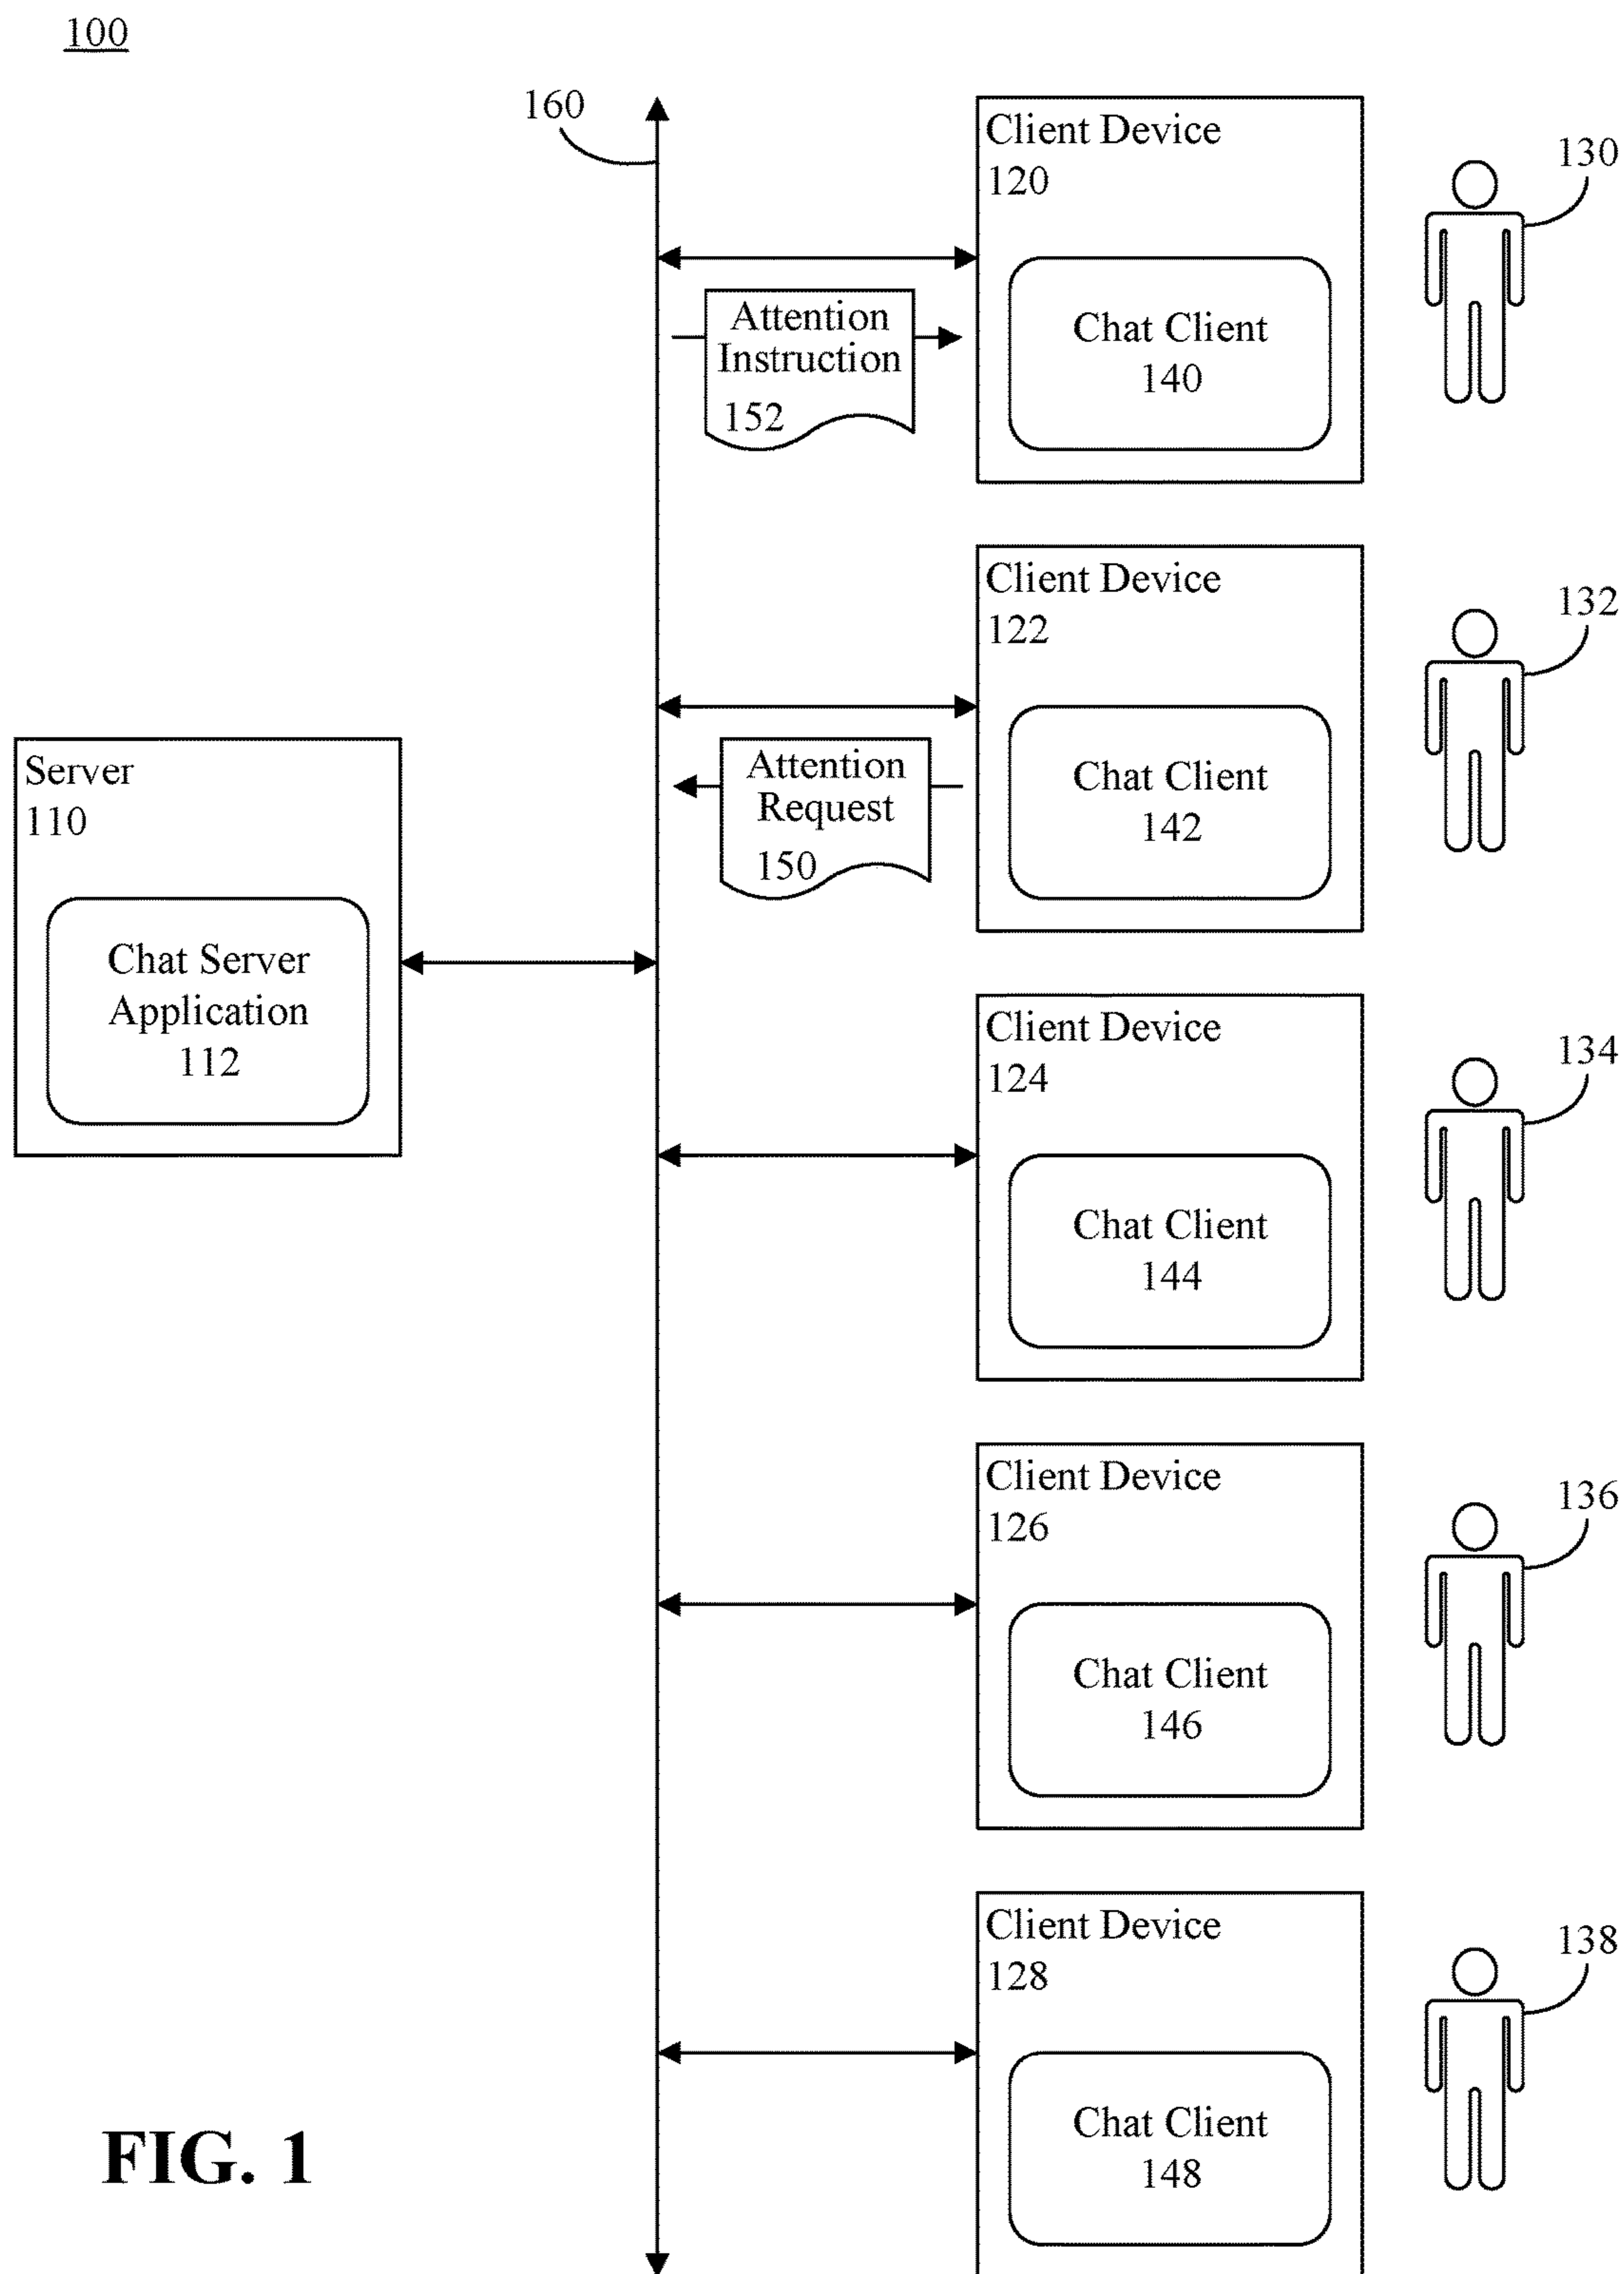 100
160
Client Device
120
130
Attention
Instruction
152
Chat Client
140
Client Device
122
132
Server
110
Attention
Request
150
Chat Client
142
Chat Server
Application
112
Client Device
124
134
Chat Client
144
Client Device
126
136
Chat Client
146
Client Device
128
138
Chat Client
148
FIG. 1